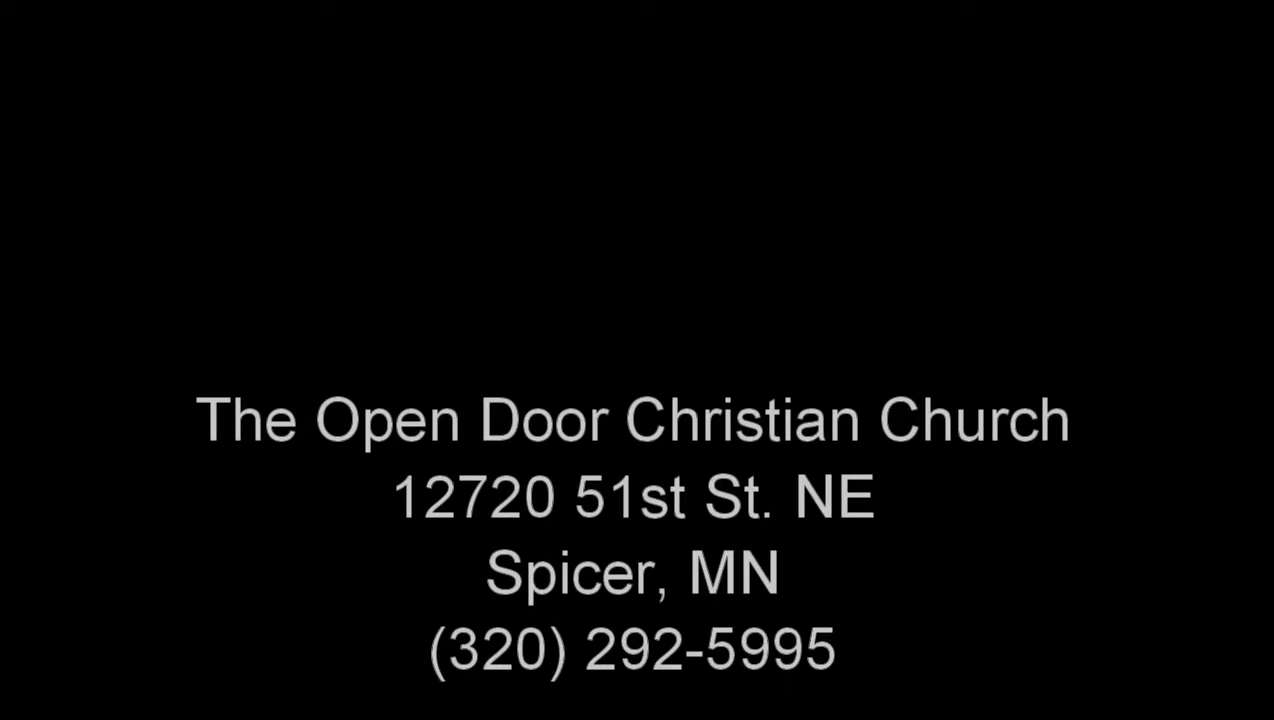 The Open Door Christian Church
12720 51st St. NE
Spicer, MN
(320) 292-5995